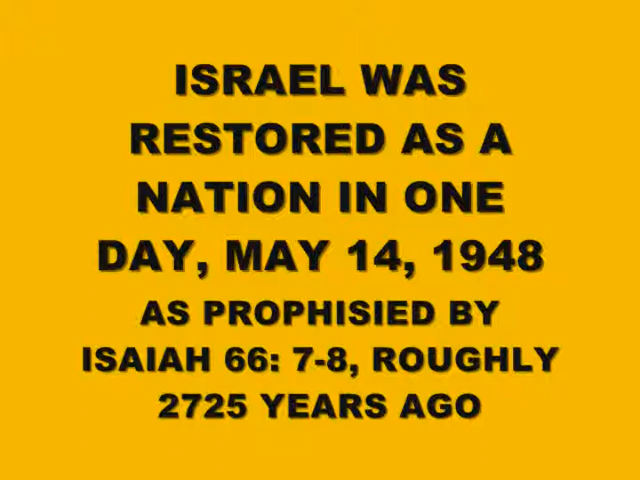 ISRAEL WAS
RESTORED AS A
NATION IN ONE
DAY, MAY 14, 1948
AS PROPHISIED BY
ISAIAH 66: 7-8, ROUGHLY
2725 YEARS AGO